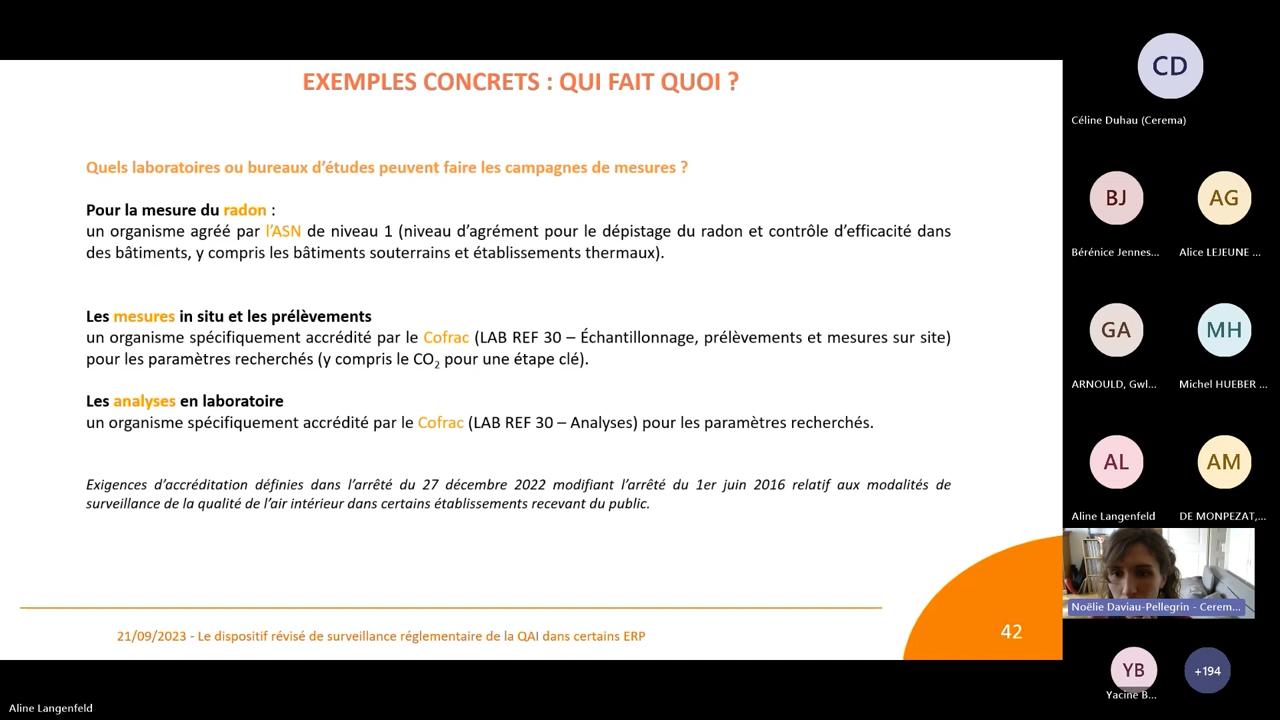 EXEMPLES CONCRETS : QUI FAIT QUOI ?
Quels laboratoires ou bureaux d'études peuvent faire les campagnes de mesures ?
Pour la mesure du radon :
un organisme agréé par l'ASN de niveau 1 (niveau d'agrément pour le dépistage du radon et contrôle d'efficacité dans
des bâtiments, y compris les bâtiments souterrains et établissements thermaux).
Les mesures in situ et les prélèvements
un organisme spécifiquement accrédité par le Cofrac (LAB REF 30 – Échantillonnage, prélèvements et mesures sur site)
pour les paramètres recherchés (y compris le CO2 pour une étape clé).
Les analyses en laboratoire
un organisme spécifiquement accrédité par le Cofrac (LAB REF 30 – Analyses) pour les paramètres recherchés.
Exigences d'accréditation définies dans l'arrêté du 27 décembre 2022 modifiant l'arrêté du 1er juin 2016 relatif aux modalités de
surveillance de la qualité de l'air intérieur dans certains établissements recevant du public.
21/09/2023 - Le dispositif révisé de surveillance réglementaire de la QAI dans certains ERP
42
Aline Langenfeld
CD
Céline Duhau (Cerema)
BJ
AG
Bérénice Jennes...
Alice LEJEUNE ...
GA
MH
ARNOULD, Gwl...
Michel HUEBER ...
AL
AM
Aline Langenfeld
DE MONPEZAT,...
Noëlie Daviau-Pellegrin - Cerem...
YB
+194
Yacine B...